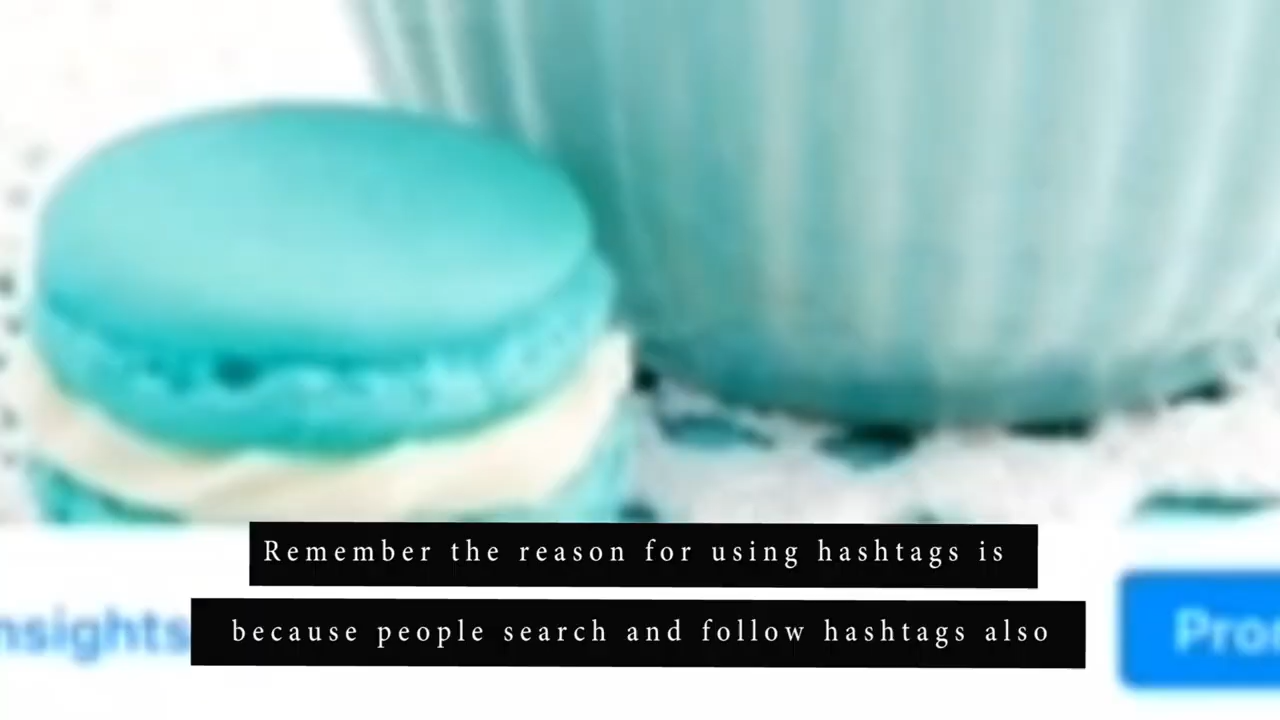 Remember the reason for using hashtags is
because people search and follow hashtags also